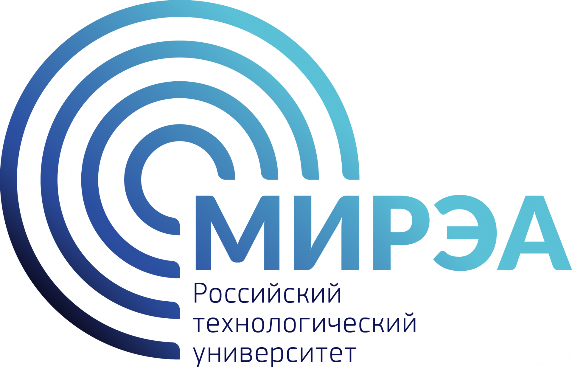 МИРЭА
Российский
технологический
университет